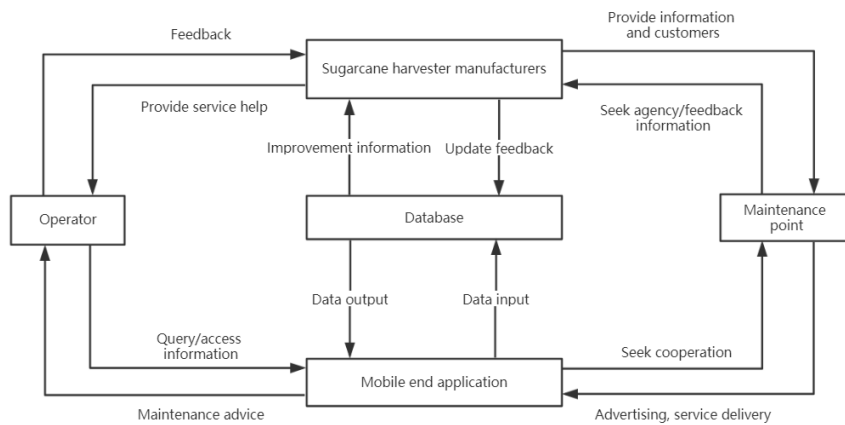 Feedback
Provide information
and customers
Sugarcane harvester manufacturers
Provide service help
Seek agency/feedback
information
Improvement information
Update feedback
Operator
Database
Maintenance
point
Data output
Data input
Query/access
information
Seek cooperation
Mobile end application
Maintenance advice
Advertising, service delivery